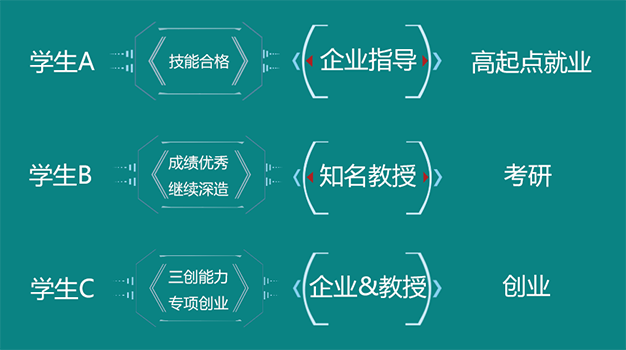 学生A
技能合格
企业指导
高起点就业
学生B
成绩优秀
继续深造
知名教授
考研
学生C
三创能力
专项创业
企业&教授
创业